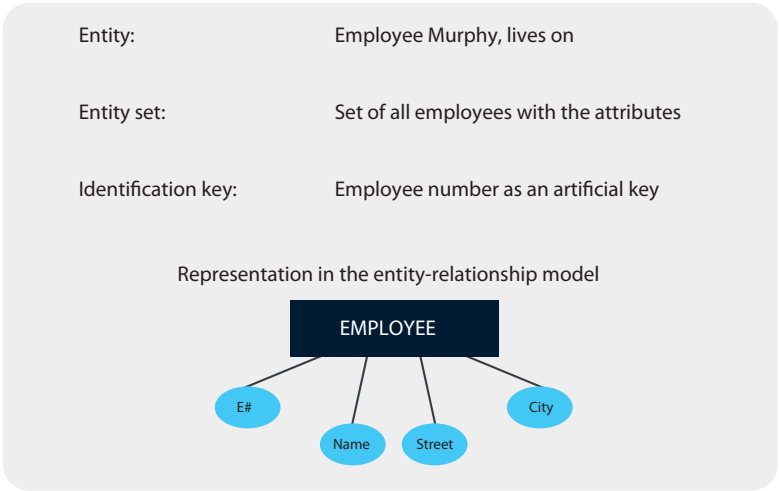 Entity: Employee Murphy, lives on
Entity set: Set of all employees with the attributes
Identification key: Employee number as an artificial key
Representation in the entity-relationship model
EMPLOYEE
E# City
Name Street